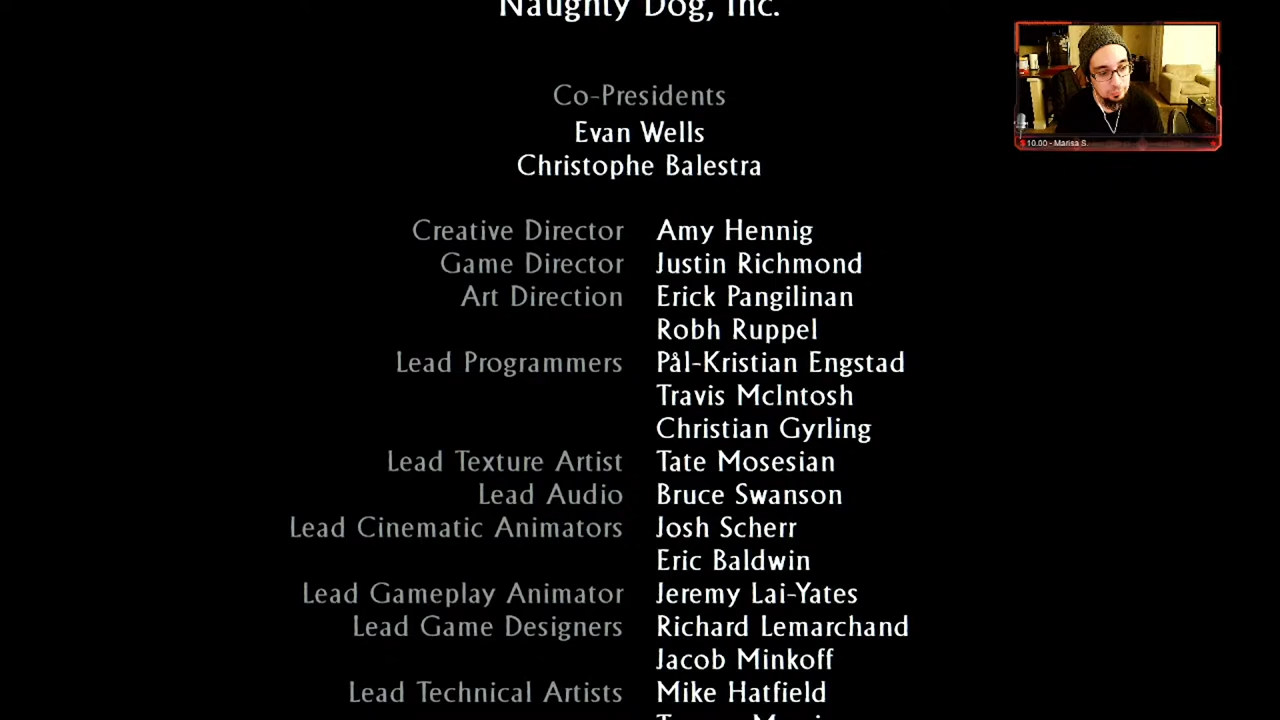 Naughty Dog, Inc.
Co-Presidents
Evan Wells
Christophe Balestra
Creative Director Amy Hennig
Game Director Justin Richmond
Art Direction Erick Pangilinan
Robh Ruppel
Lead Programmers Pål-Kristian Engstad
Travis McIntosh
Christian Gyrling
Lead Texture Artist Tate Mosesian
Lead Audio Bruce Swanson
Lead Cinematic Animators Josh Scherr
Eric Baldwin
Lead Gameplay Animator Jeremy Lai-Yates
Lead Game Designers Richard Lemarchand
Jacob Minkoff
Lead Technical Artists Mike Hatfield
10.00 - Marisa S.